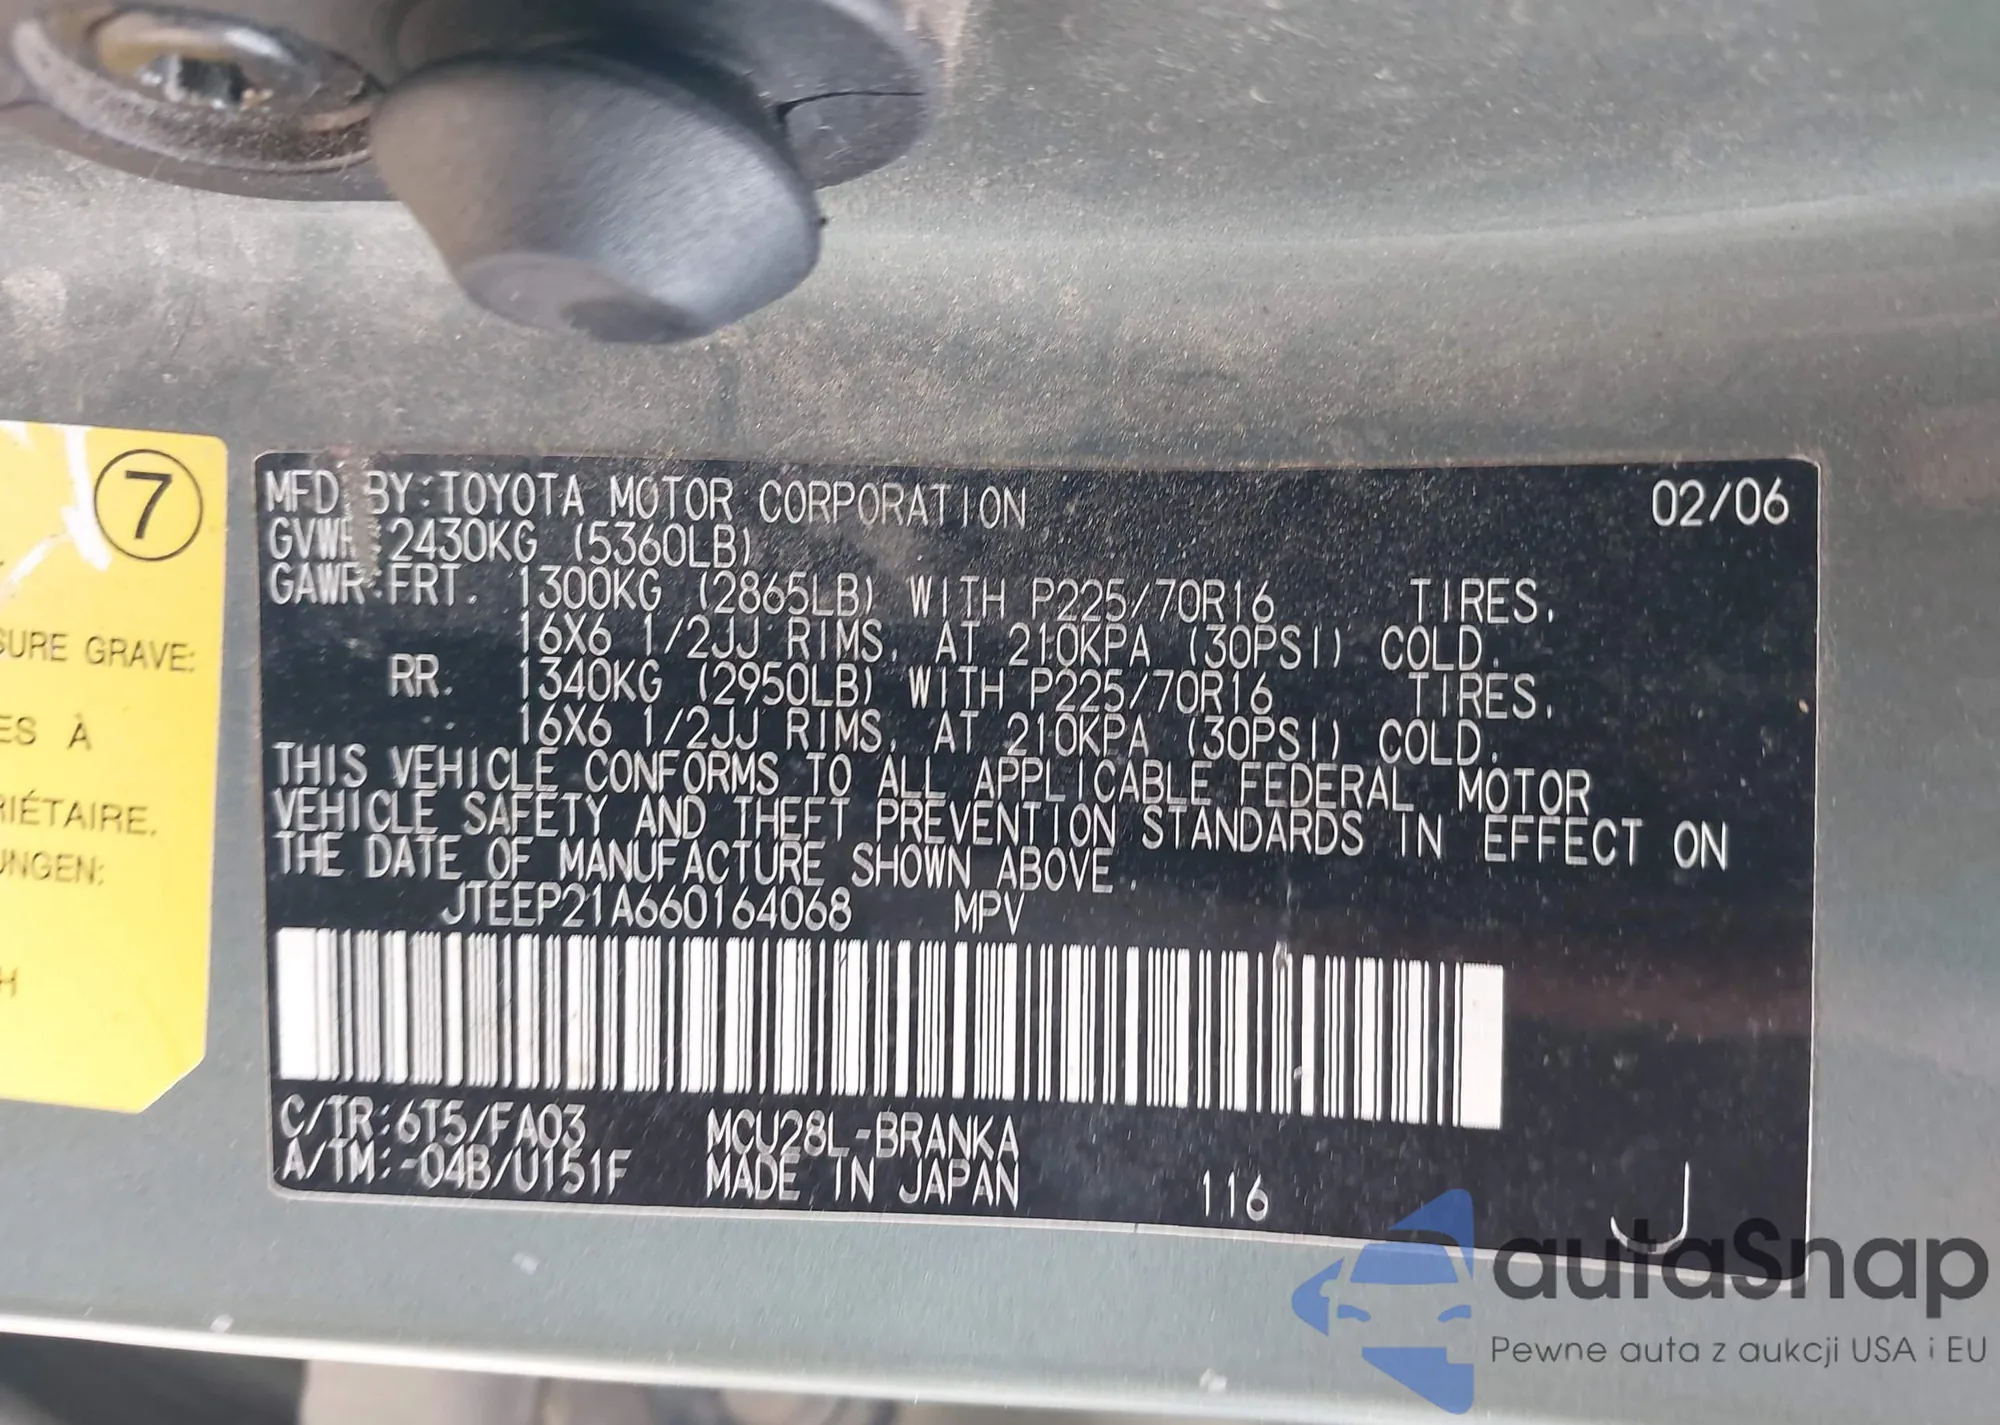 7
SURE GRAVE:
ES À
RIÉTAIRE.
UNGEN:
H
MFD. BY:TOYOTA MOTOR CORPORATION 02/06
GVWR 2430KG (5360LB)
GAWR:FRT. 1300KG (2865LB) WITH P225/70R16 TIRES,
16X6 1/2JJ RIMS, AT 210KPA (30PSI) COLD.
RR. 1340KG (2950LB) WITH P225/70R16 TIRES,
16X6 1/2JJ RIMS, AT 210KPA (30PSI) COLD.
THIS VEHICLE CONFORMS TO ALL APPLICABLE FEDERAL MOTOR
VEHICLE SAFETY AND THEFT PREVENTION STANDARDS IN EFFECT ON
THE DATE OF MANUFACTURE SHOWN ABOVE.
JTEEP21A660164068 MPV
C/TR:6T5/FA03 MCU28L-BRANKA
A/TM:-04B/U151F MADE IN JAPAN 116 J
autaSnap
Pewne auta z aukcji USA i EU